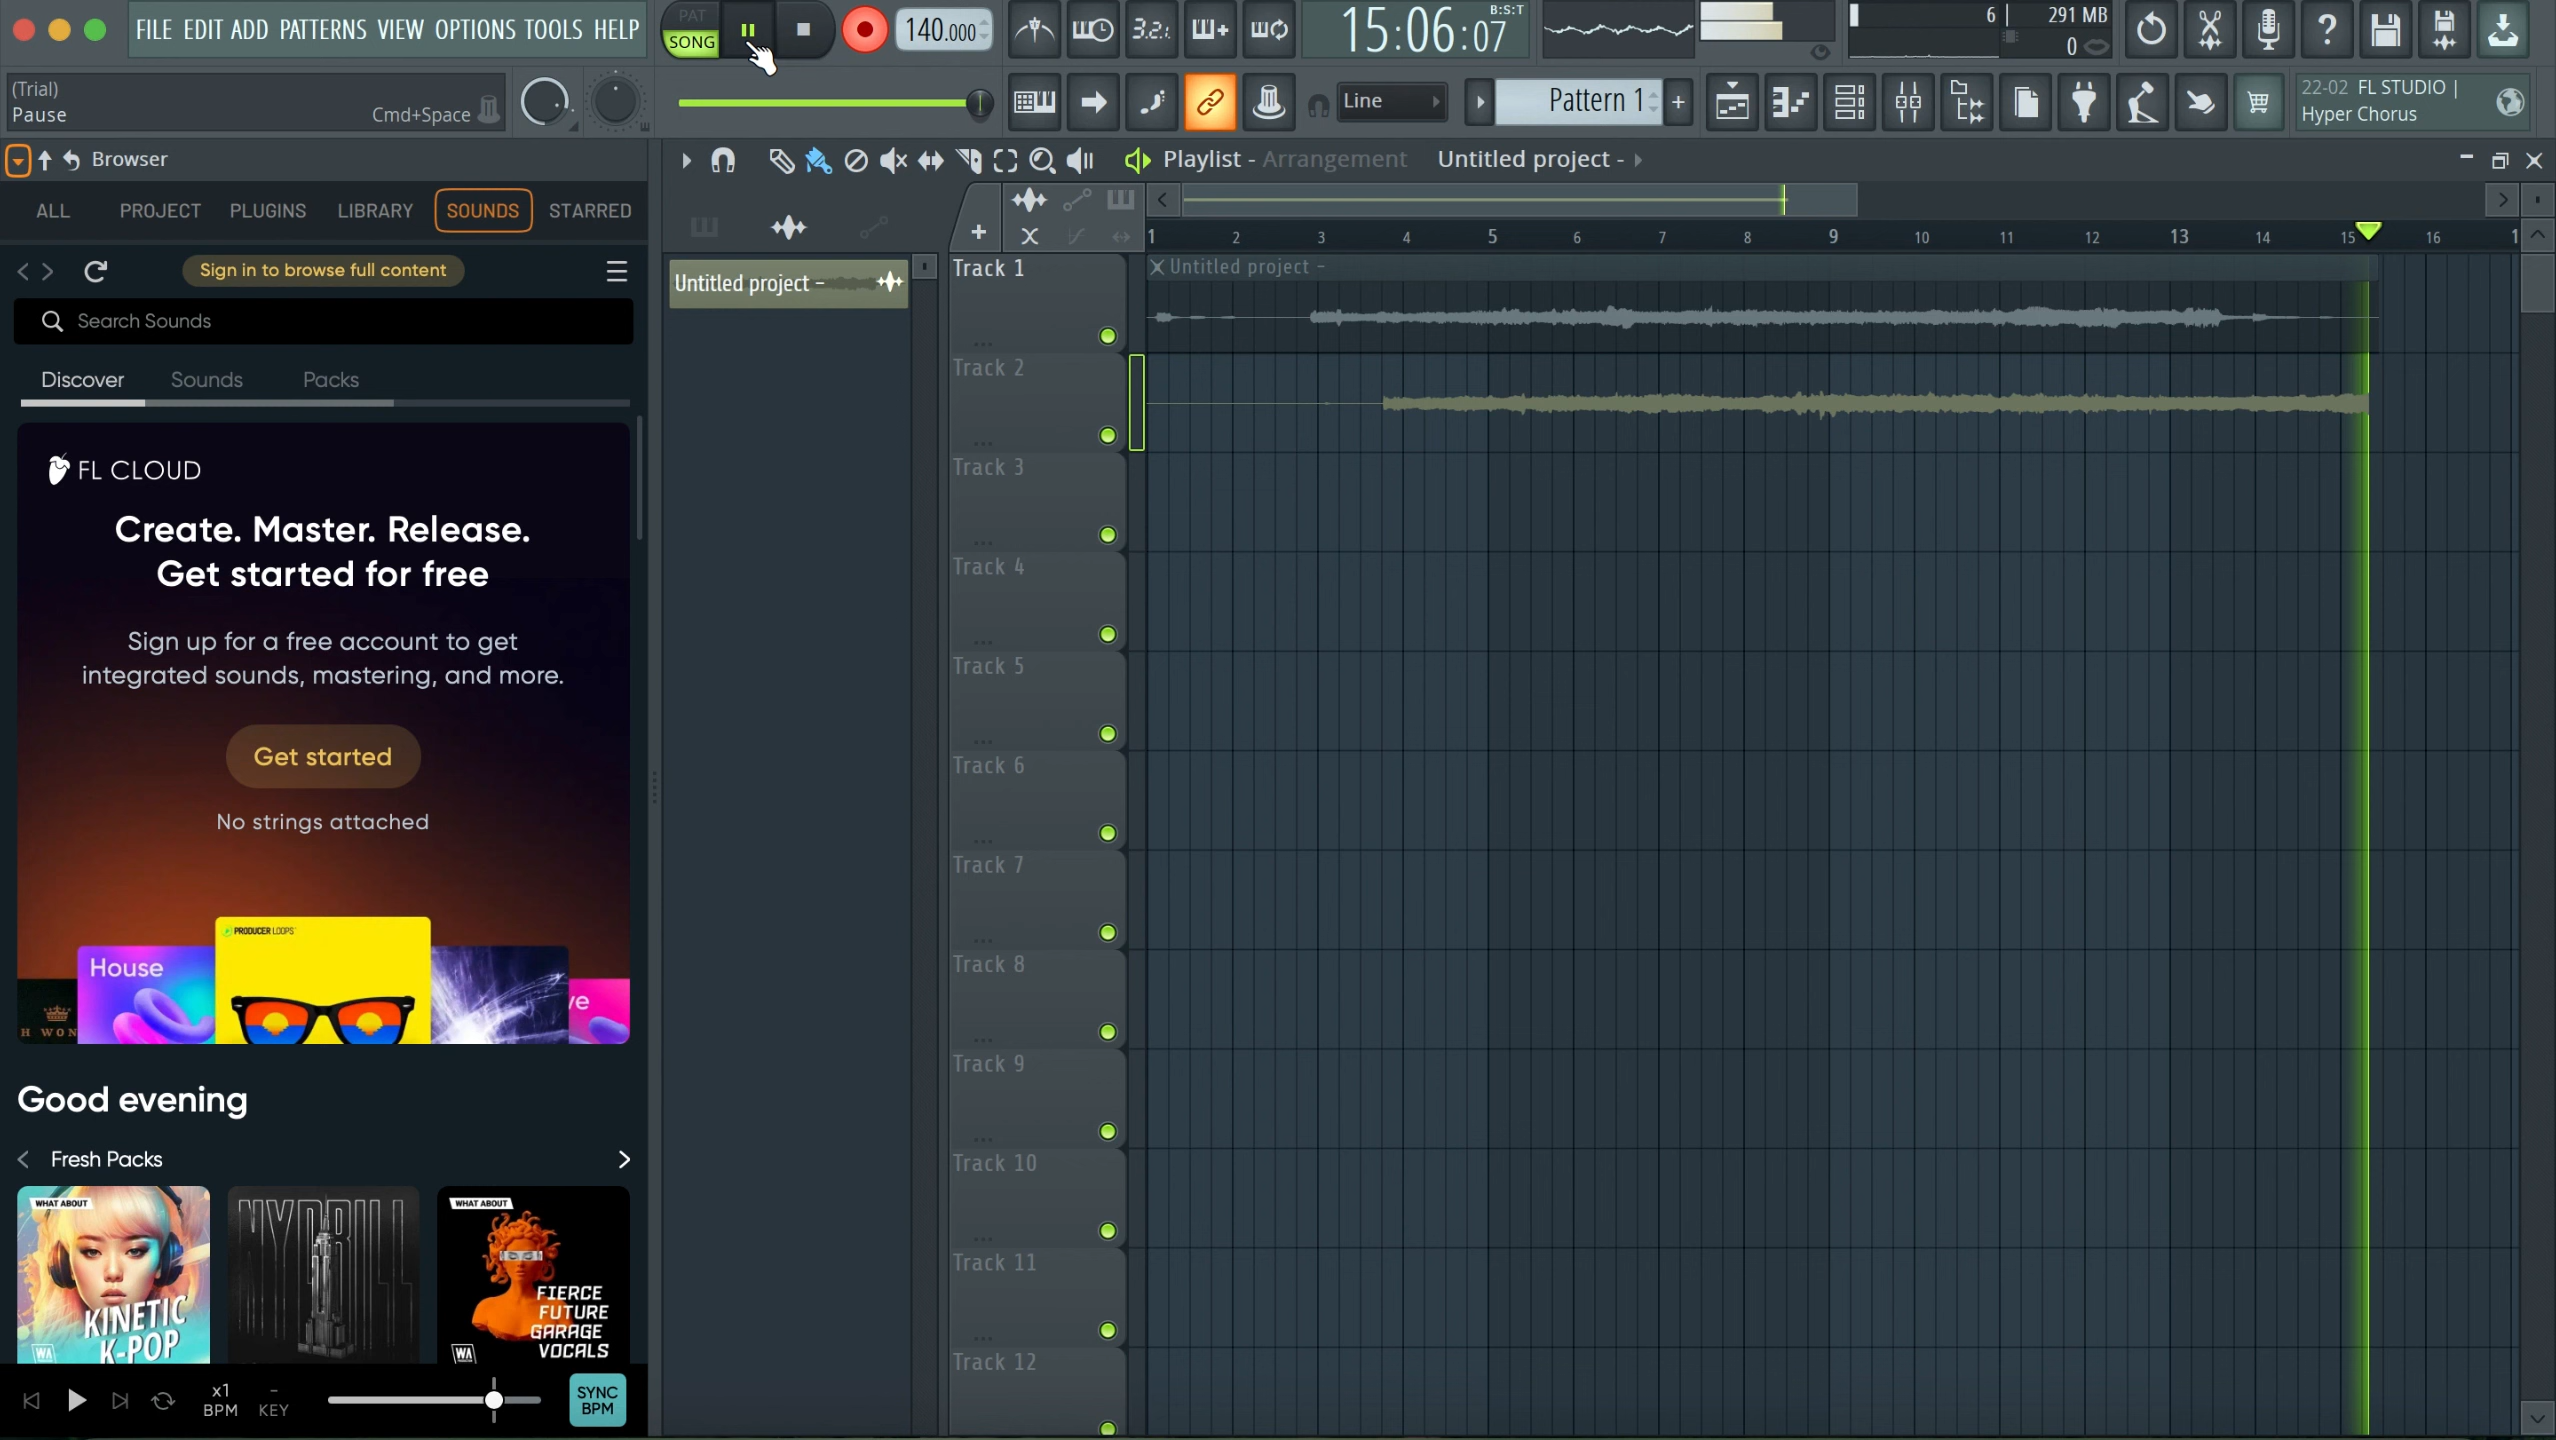 FILE EDIT ADD PATTERNS VIEW OPTIONS TOOLS HELP
PAT
SONG
140.000
3.2.
15:06:07
B:S:T
6
291 MB
0
(Trial)
Pause
Cmd+Space
Line
Pattern 1
22-02 FL STUDIO |
Hyper Chorus
Browser
Playlist - Arrangement
Untitled project -
ALL
PROJECT
PLUGINS
LIBRARY
SOUNDS
STARRED
Sign in to browse full content
Search Sounds
Discover
Sounds
Packs
FL CLOUD
Create. Master. Release.
Get started for free
Sign up for a free account to get
integrated sounds, mastering, and more.
Get started
No strings attached
House
PRODUCER LOOPS
ve
H WON
Good evening
Fresh Packs
WHAT ABOUT
KINETIC
K-POP
WA
WHAT ABOUT
FIERCE
FUTURE
GARAGE
VOCALS
WA
x1
BPM
-
KEY
SYNC
BPM
Untitled project -
1 2 3 4 5 6 7 8 9 10 11 12 13 14 15 16 1
Track 1
Untitled project -
Track 2
Track 3
Track 4
Track 5
Track 6
Track 7
Track 8
Track 9
Track 10
Track 11
Track 12